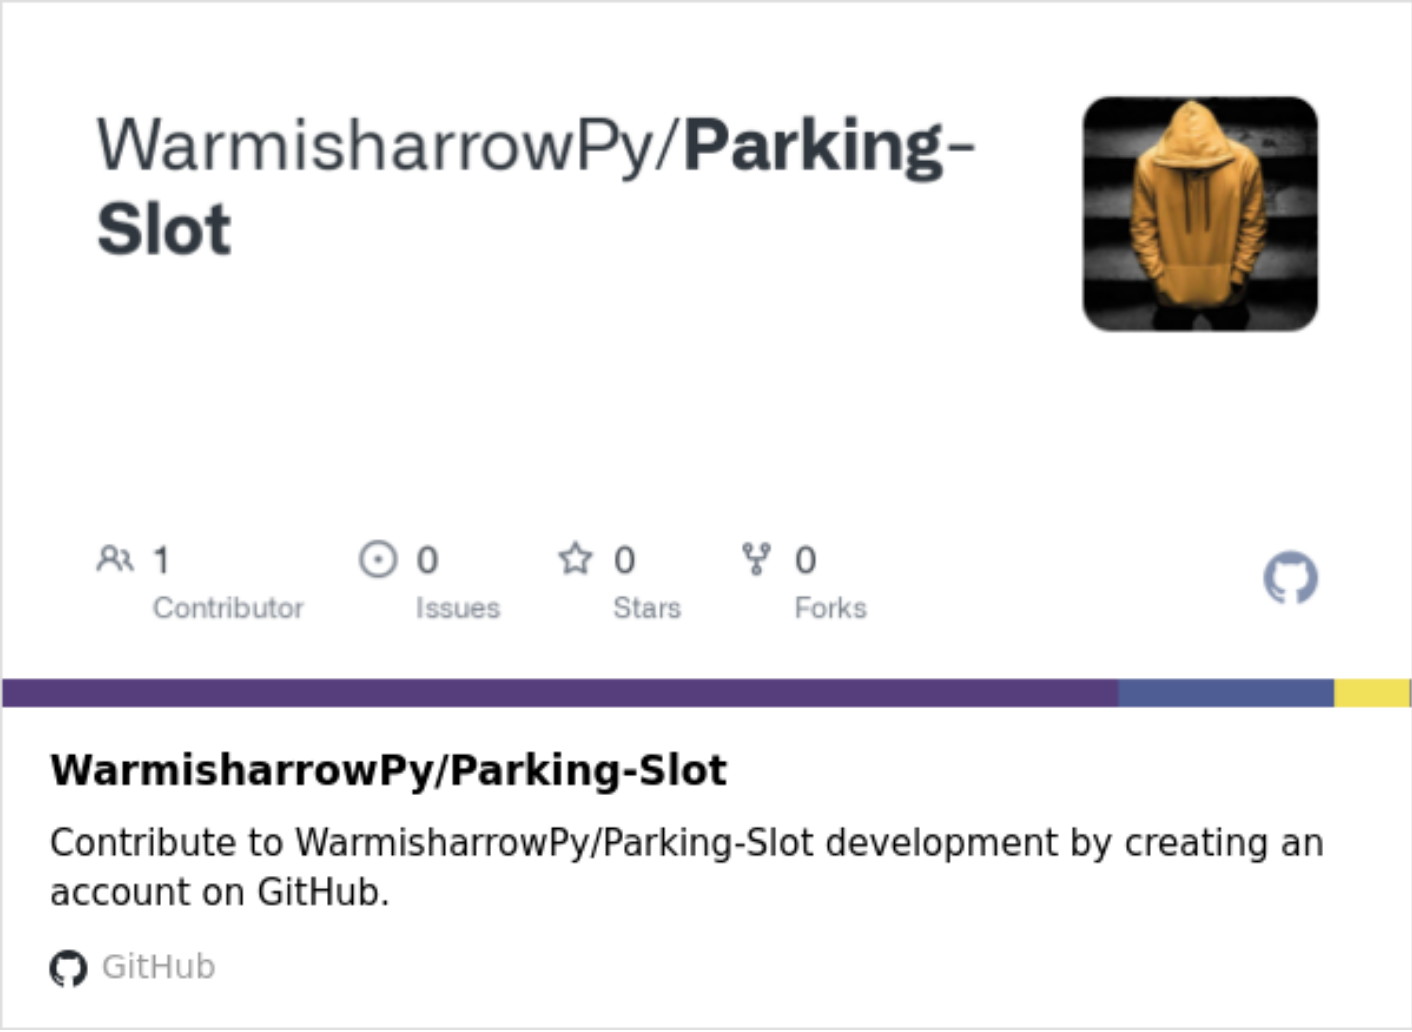 WarmisharrowPy/Parking-
Slot
1
Contributor
0
Issues
0
Stars
0
Forks
WarmisharrowPy/Parking-Slot
Contribute to WarmisharrowPy/Parking-Slot development by creating an
account on GitHub.
GitHub